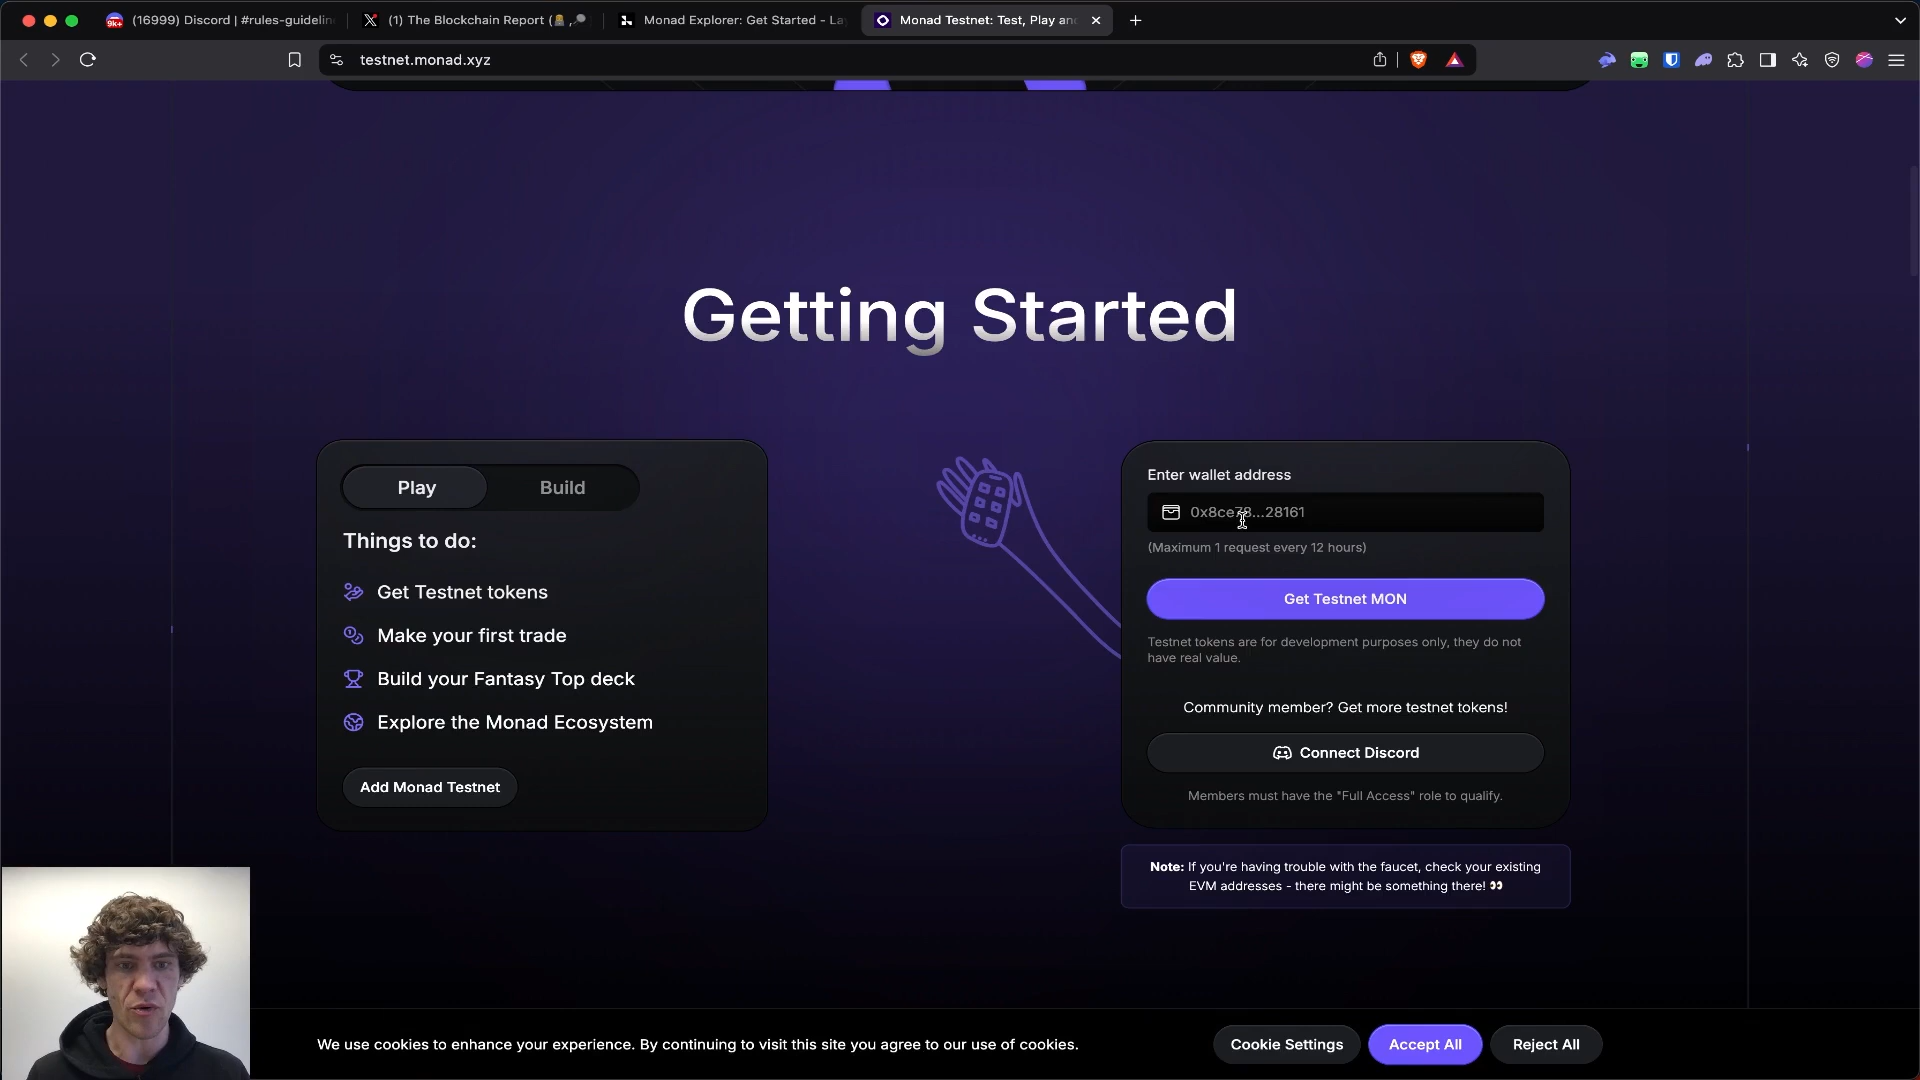 (16999) Discord | #rules-guidelin
(1) The Blockchain Report (
Monad Explorer: Get Started - La
Monad Testnet: Test, Play and
testnet.monad.xyz
Getting Started
Play
Build
Things to do:
Get Testnet tokens
Make your first trade
Build your Fantasy Top deck
Explore the Monad Ecosystem
Add Monad Testnet
Enter wallet address
0x8ce78...28161
(Maximum 1 request every 12 hours)
Get Testnet MON
Testnet tokens are for development purposes only, they do not
have real value.
Community member? Get more testnet tokens!
Connect Discord
Members must have the "Full Access" role to qualify.
Note: If you're having trouble with the faucet, check your existing
EVM addresses - there might be something there! 👀
We use cookies to enhance your experience. By continuing to visit this site you agree to our use of cookies.
Cookie Settings
Accept All
Reject All